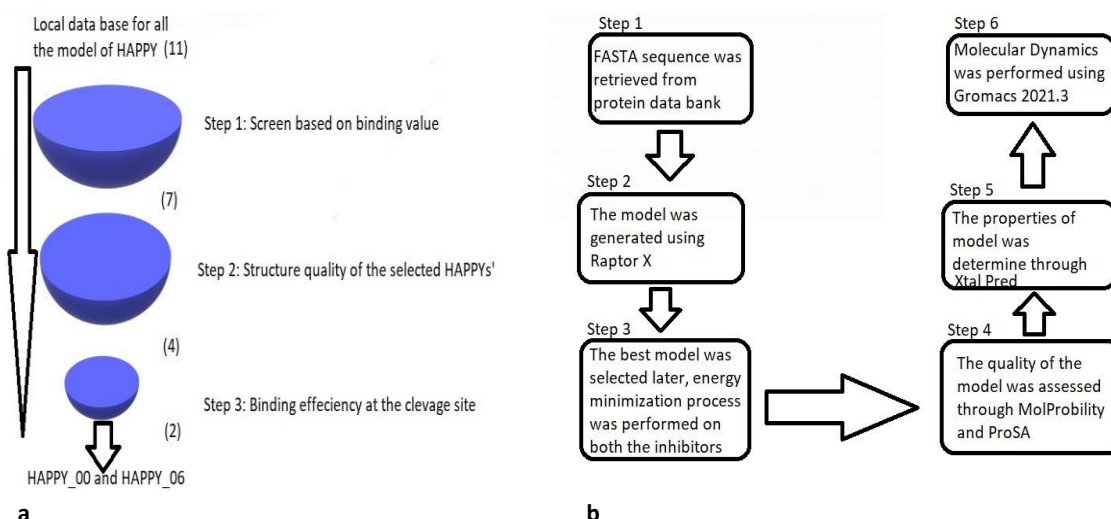 Local data base for all
the model of HAPPY (11)
Step 1: Screen based on binding value
(7)
Step 2: Structure quality of the selected HAPPYs'
(4)
Step 3: Binding effeciency at the clevage site
(2)
HAPPY_00 and HAPPY_06
a
Step 1
FASTA sequence was
retrieved from
protein data bank
Step 2
The model was
generated using
Raptor X
Step 3
The best model was
selected later, energy
minimization process
was performed on
both the inhibitors
Step 4
The quality of the
model was assessed
through MolProbility
and ProSA
Step 5
The properties of
model was
determine through
Xtal Pred
Step 6
Molecular Dynamics
was performed using
Gromacs 2021.3
b